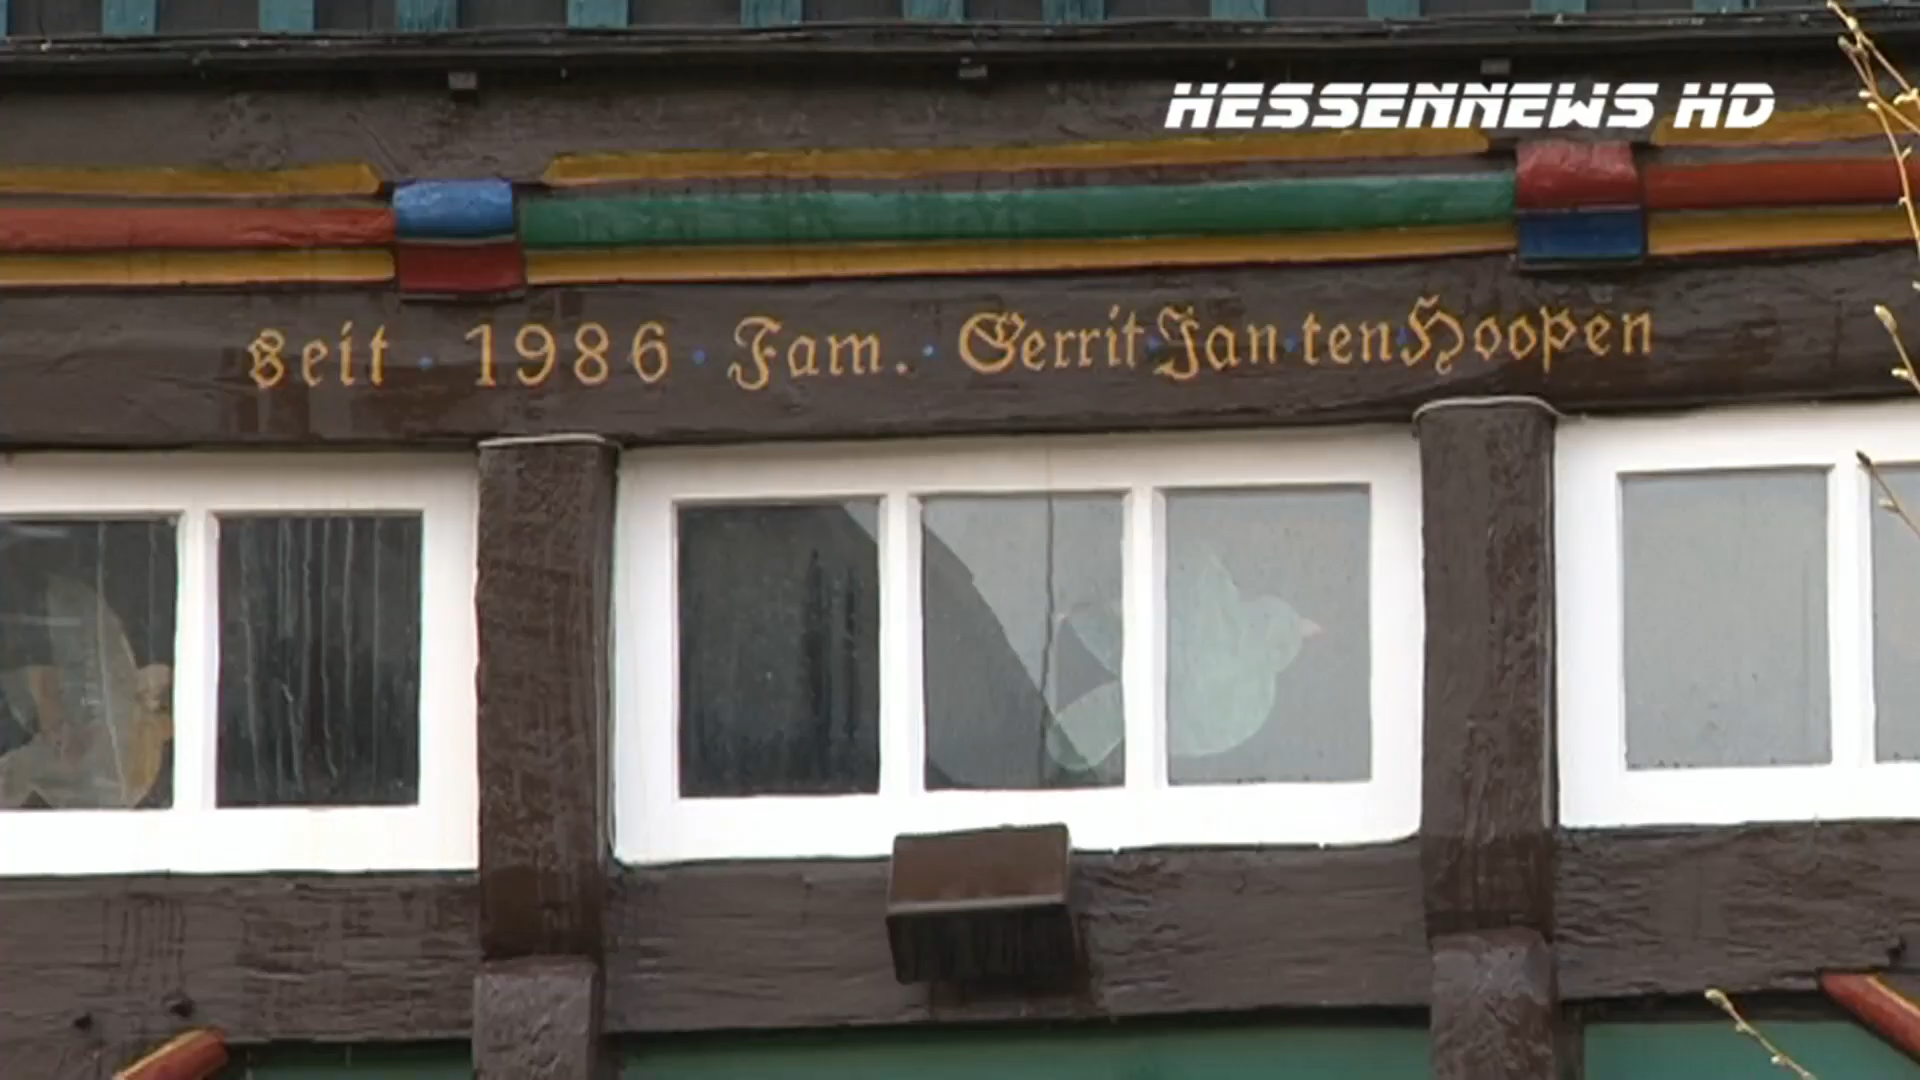 HESSENNEWS HD
seit · 1986 · Fam. · Gerrit · Jan · ten · Hoopen